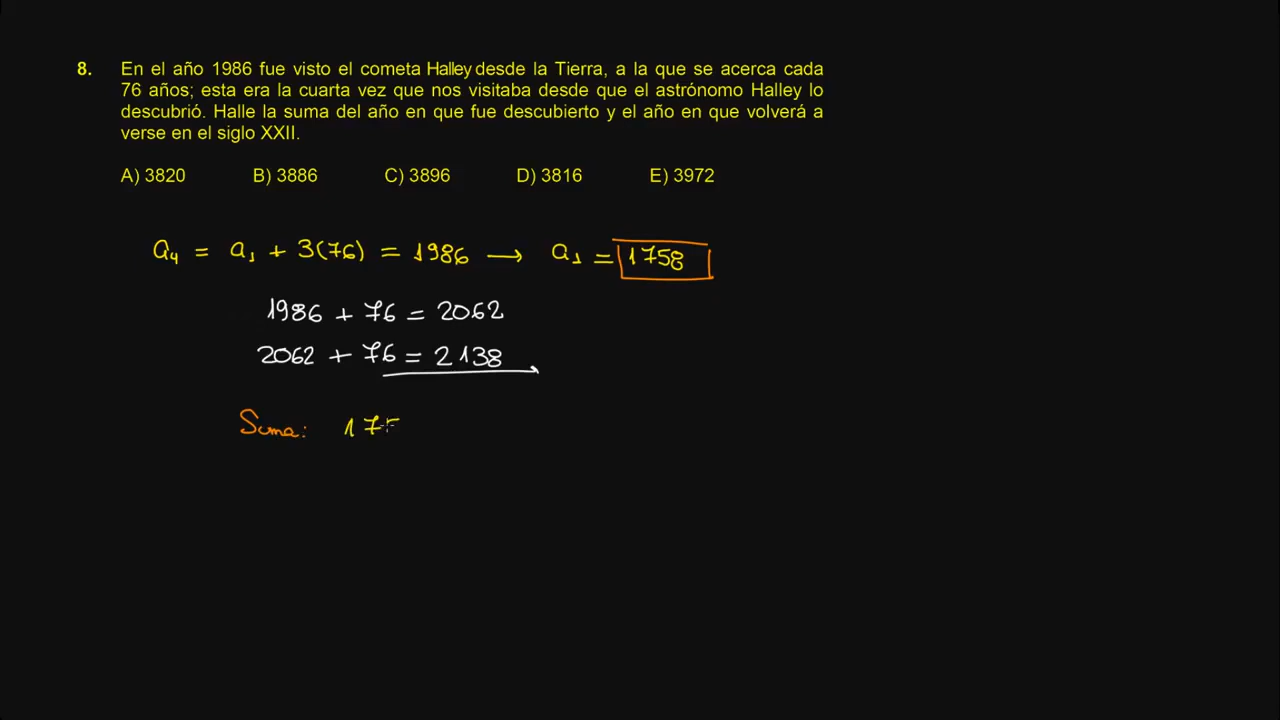 8. En el año 1986 fue visto el cometa Halley desde la Tierra, a la que se acerca cada
76 años; esta era la cuarta vez que nos visitaba desde que el astrónomo Halley lo
descubrió. Halle la suma del año en que fue descubierto y el año en que volverá a
verse en el siglo XXII.
A) 3820 B) 3886 C) 3896 D) 3816 E) 3972
a₄ = a₁ + 3(76) = 1986 → a₁ = 1758
1986 + 76 = 2062
2062 + 76 = 2138
Suma: 175